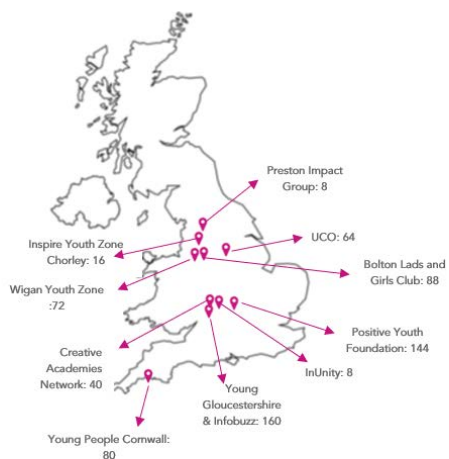 Preston Impact
Group: 8
UCO: 64
Inspire Youth Zone
Chorley: 16
Bolton Lads and
Girls Club: 88
Wigan Youth Zone
:72
Positive Youth
Foundation: 144
Creative
Academies
Network: 40
InUnity: 8
Young
Gloucestershire
& Infobuzz: 160
Young People Cornwall:
80